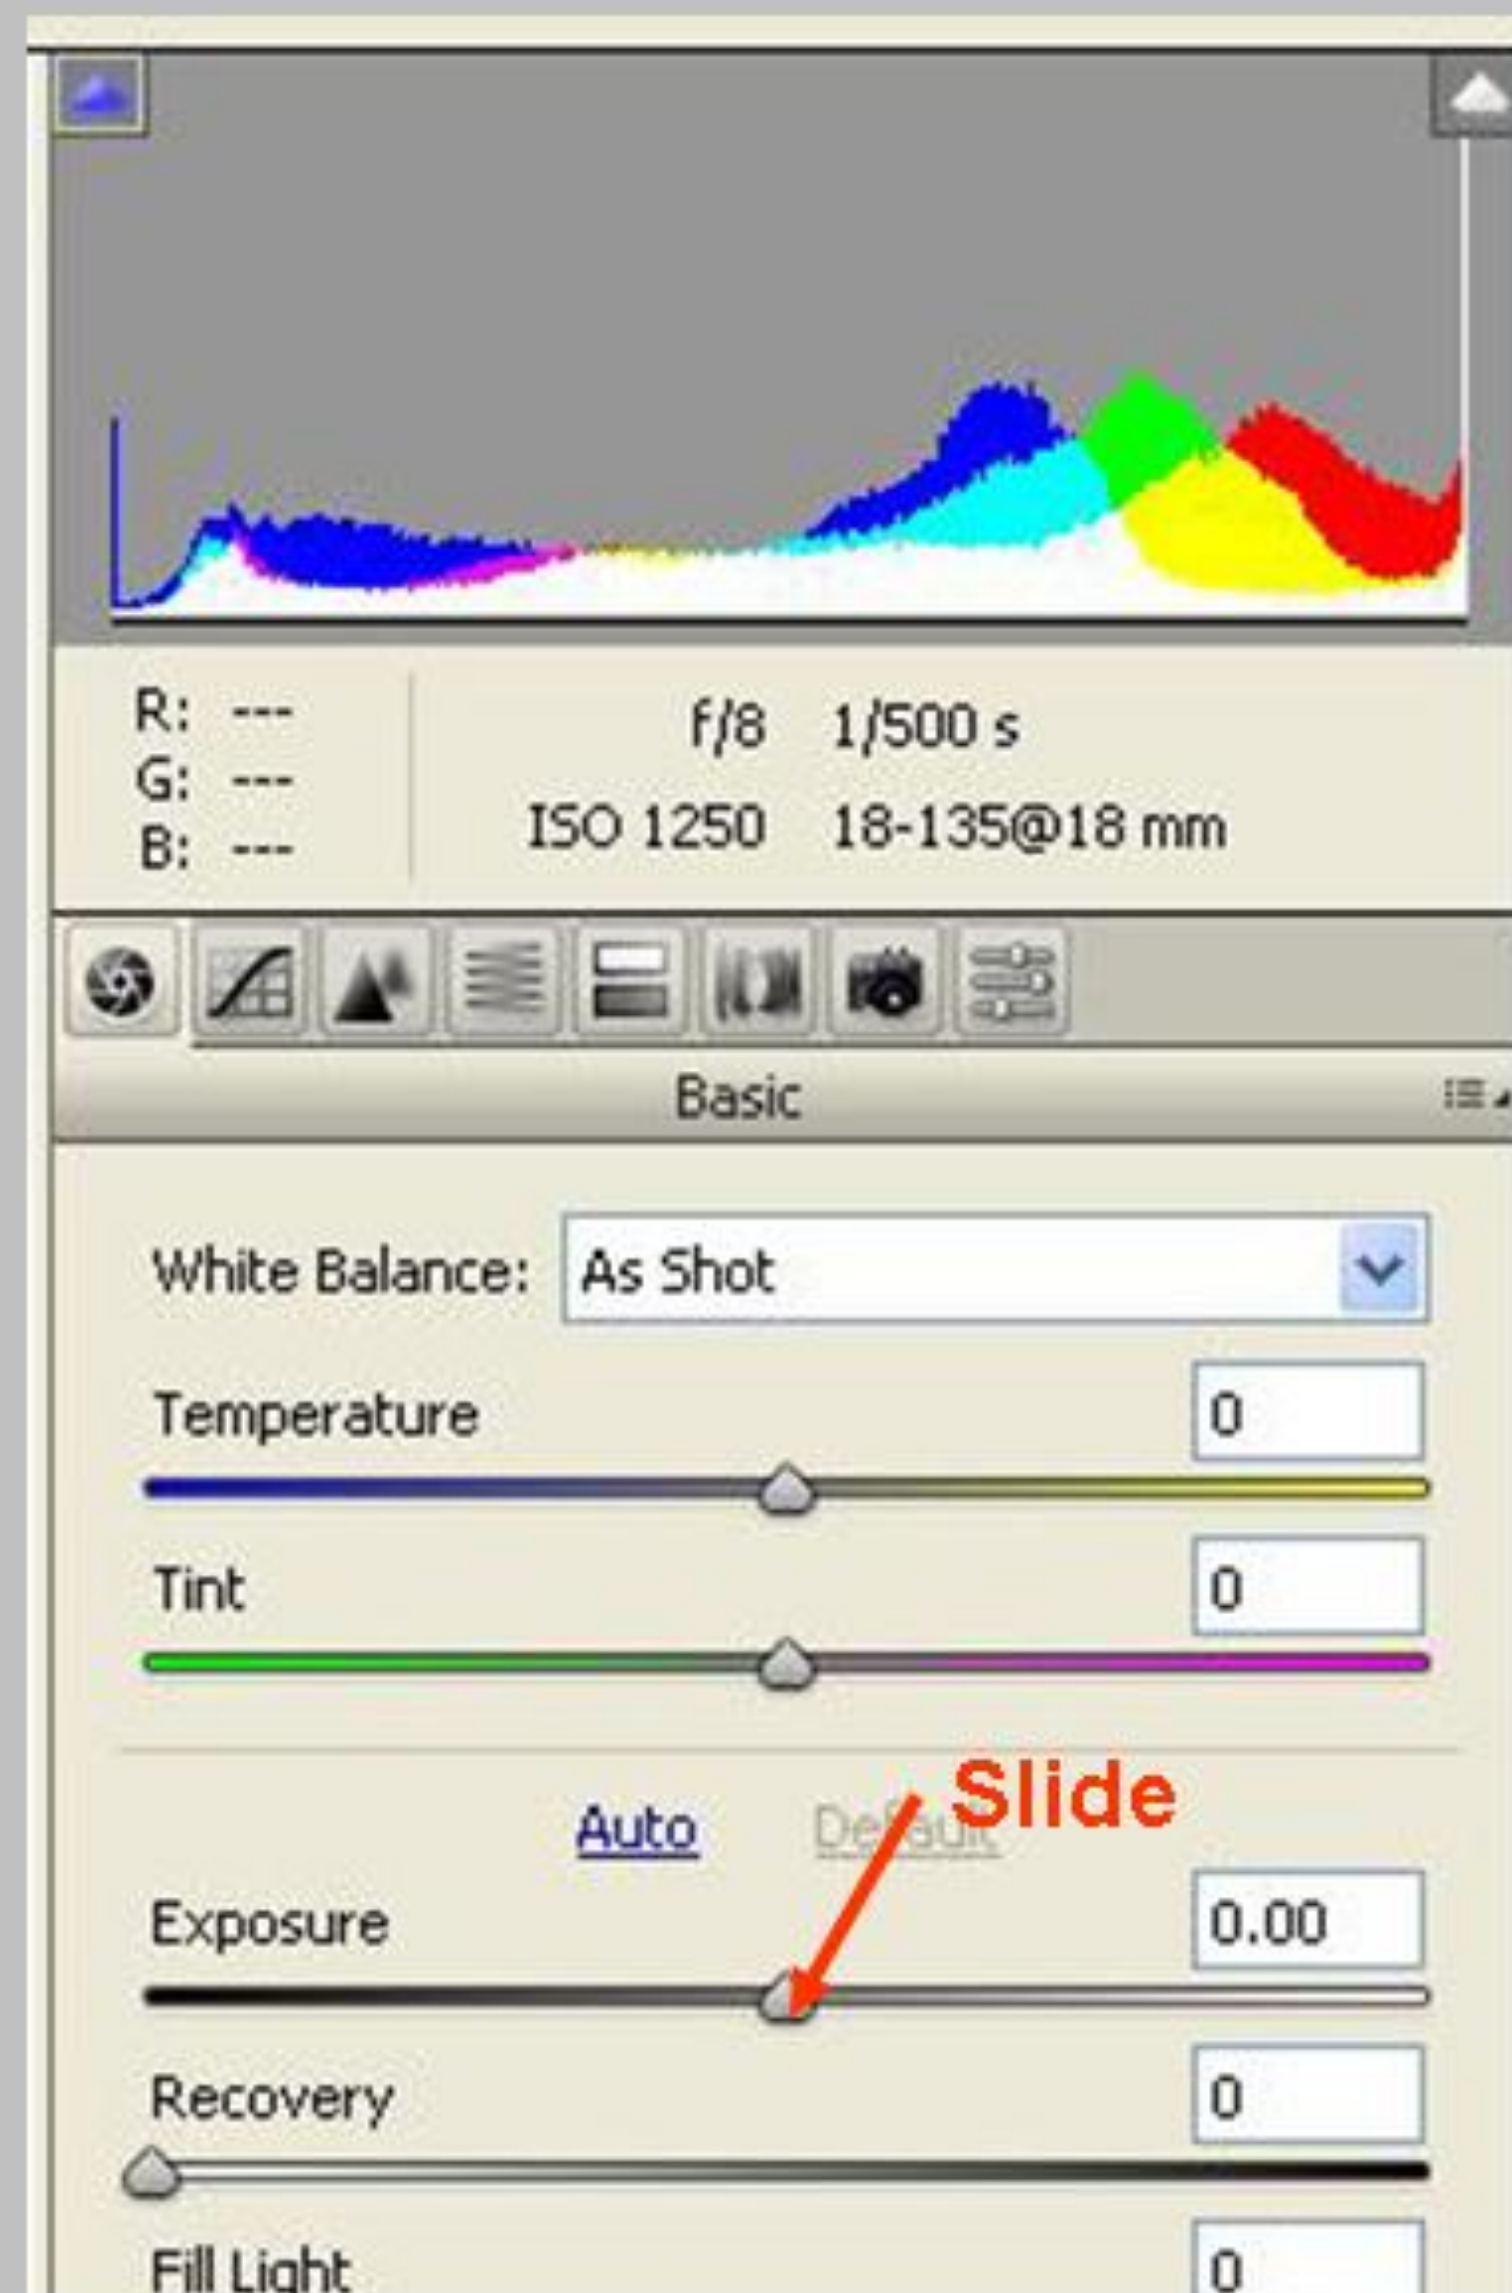 R: ---
G: ---
B: ---
f/8 1/500 s
ISO 1250 18-135@18 mm
Basic
White Balance: As Shot
Temperature 0
Tint 0
Slide
Auto Default
Exposure 0.00
Recovery 0
Fill Light 0